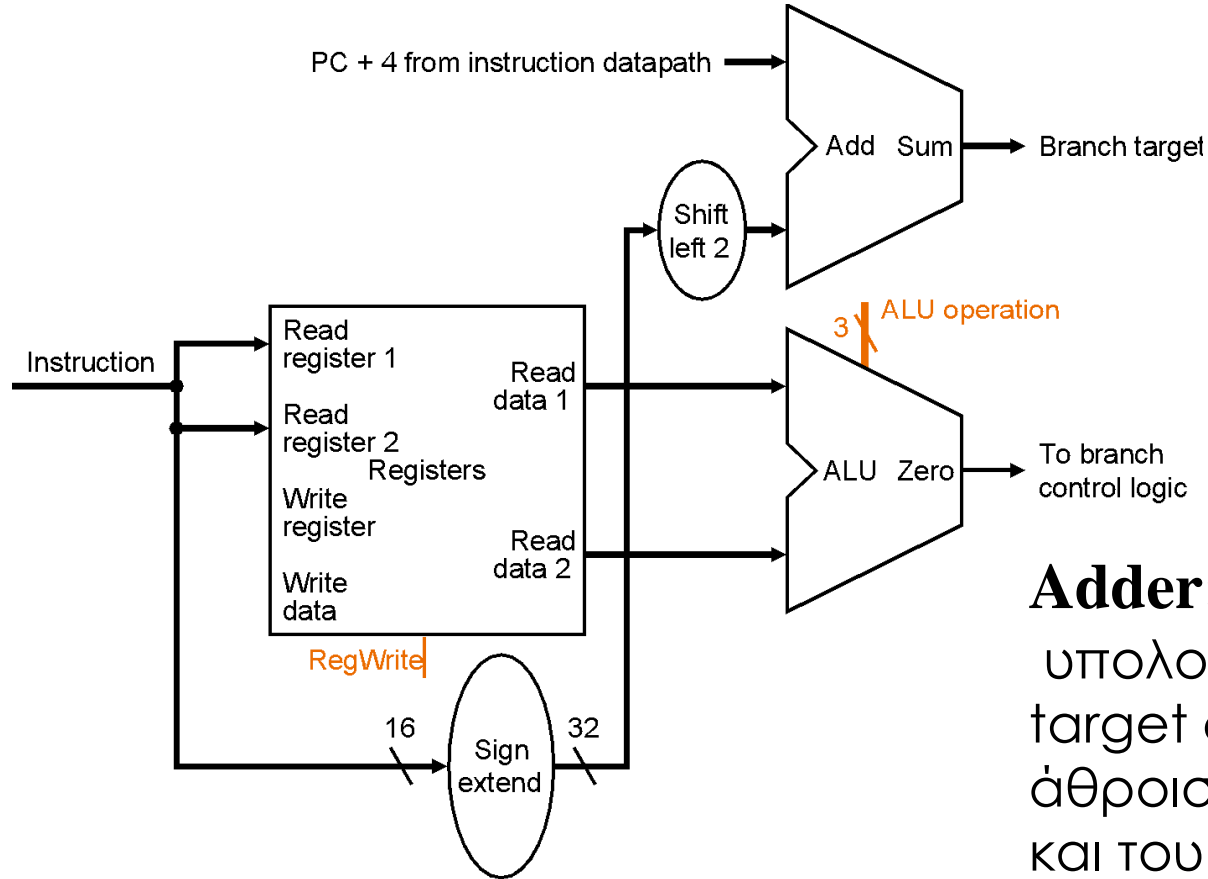 PC + 4 from instruction datapath
Add Sum
Branch target
Shift
left 2
ALU operation
3
Instruction
Read
register 1
Read
data 1
Read
register 2
Registers
ALU Zero
To branch
control logic
Write
register
Read
data 2
Write
data
RegWrite
16
Sign
extend
32
Adder
υπολο
target
άθροισ
και του